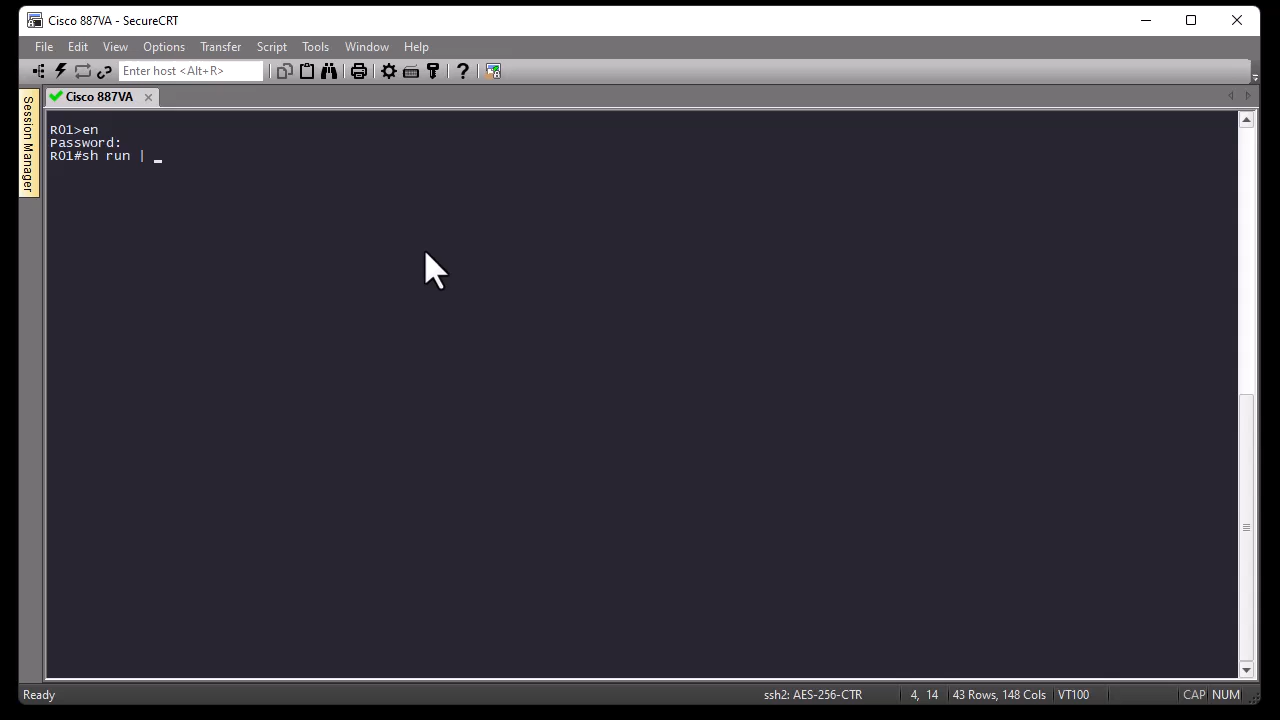 Cisco 887VA - SecureCRT
File Edit View Options Transfer Script Tools Window Help
Enter host <Alt+R>
Cisco 887VA
Session Manager
R01>en
Password:
R01#sh run | _
Ready ssh2: AES-256-CTR 4, 14 43 Rows, 148 Cols VT100 CAP NUM